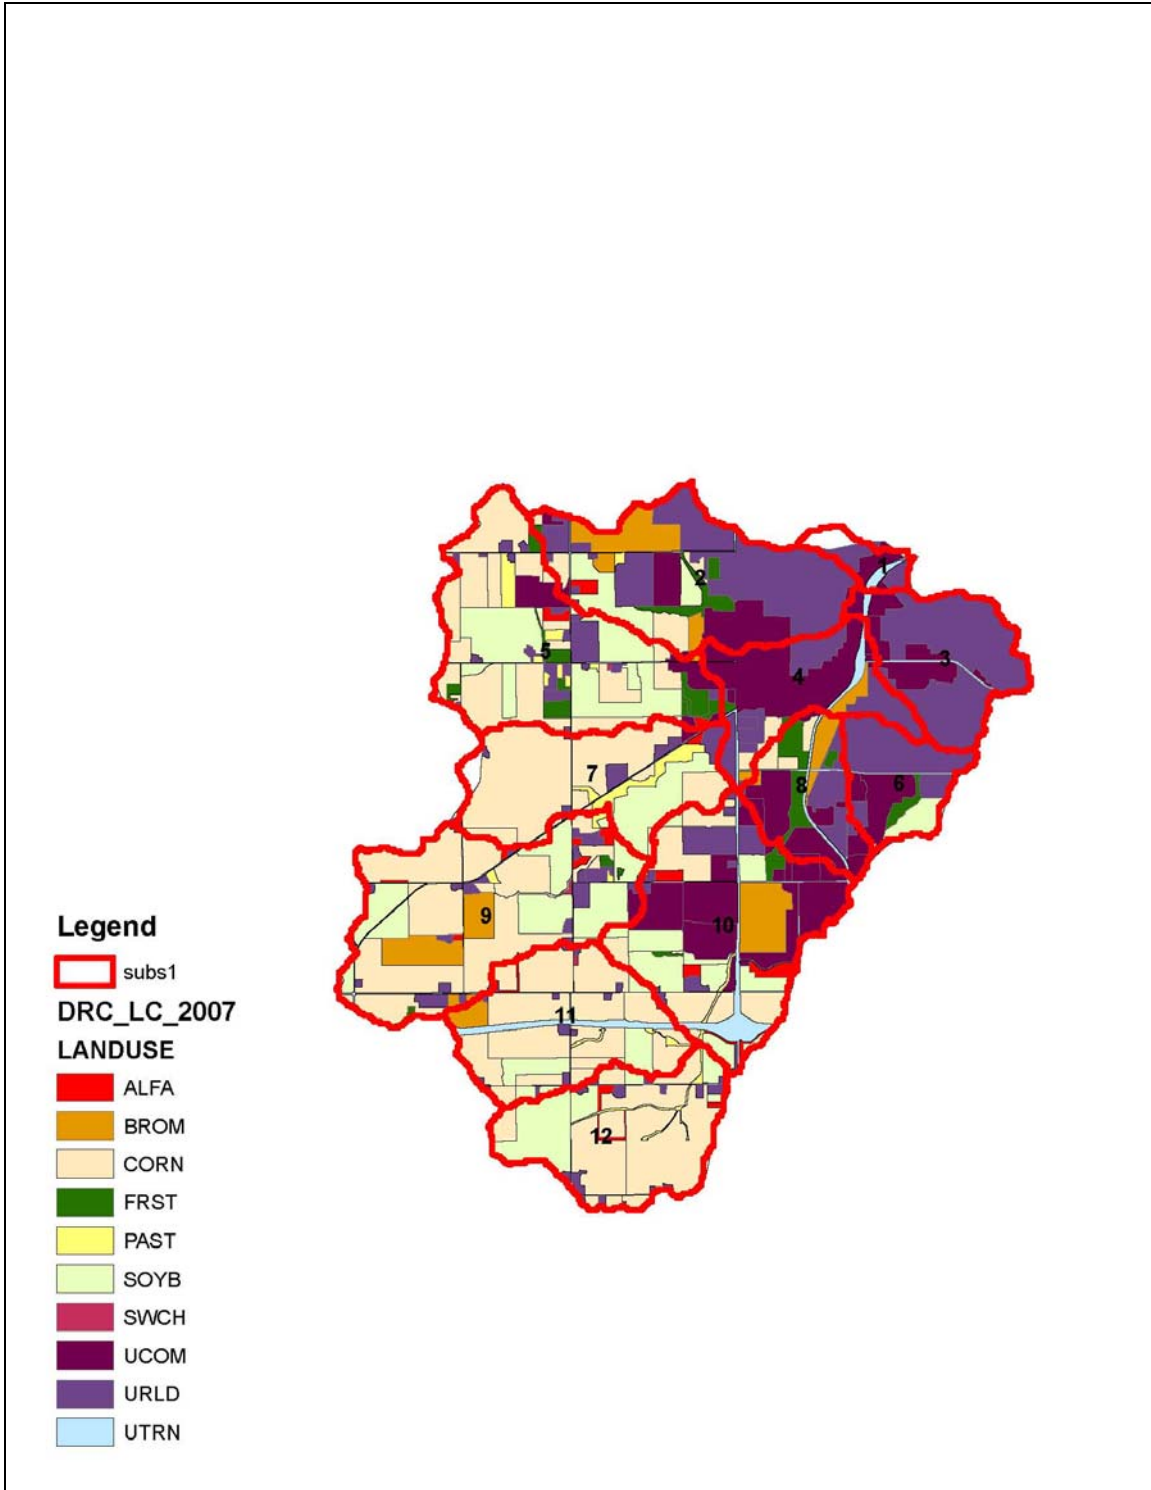 1
2
3
5
4
7
8
6
9
10
11
12
Legend
subs1
DRC_LC_2007
LANDUSE
ALFA
BROM
CORN
FRST
PAST
SOYB
SWCH
UCOM
URLD
UTRN